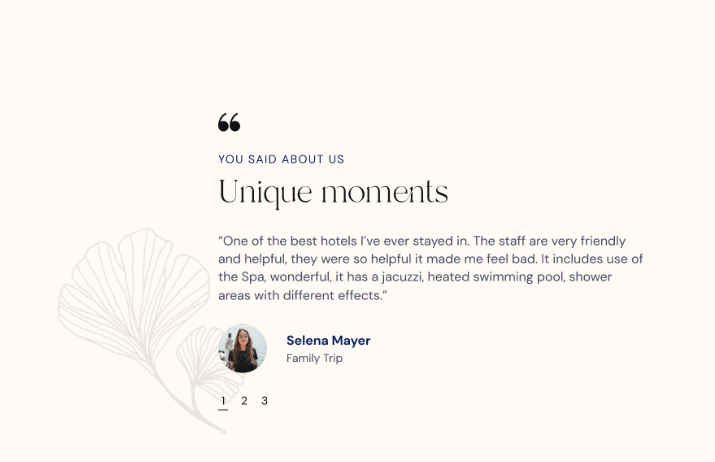 ❝
YOU SAID ABOUT US
Unique moments
“One of the best hotels I’ve ever stayed in. The staff are very friendly
and helpful, they were so helpful it made me feel bad. It includes use of
the Spa, wonderful, it has a jacuzzi, heated swimming pool, shower
areas with different effects.”
Selena Mayer
Family Trip
1 2 3